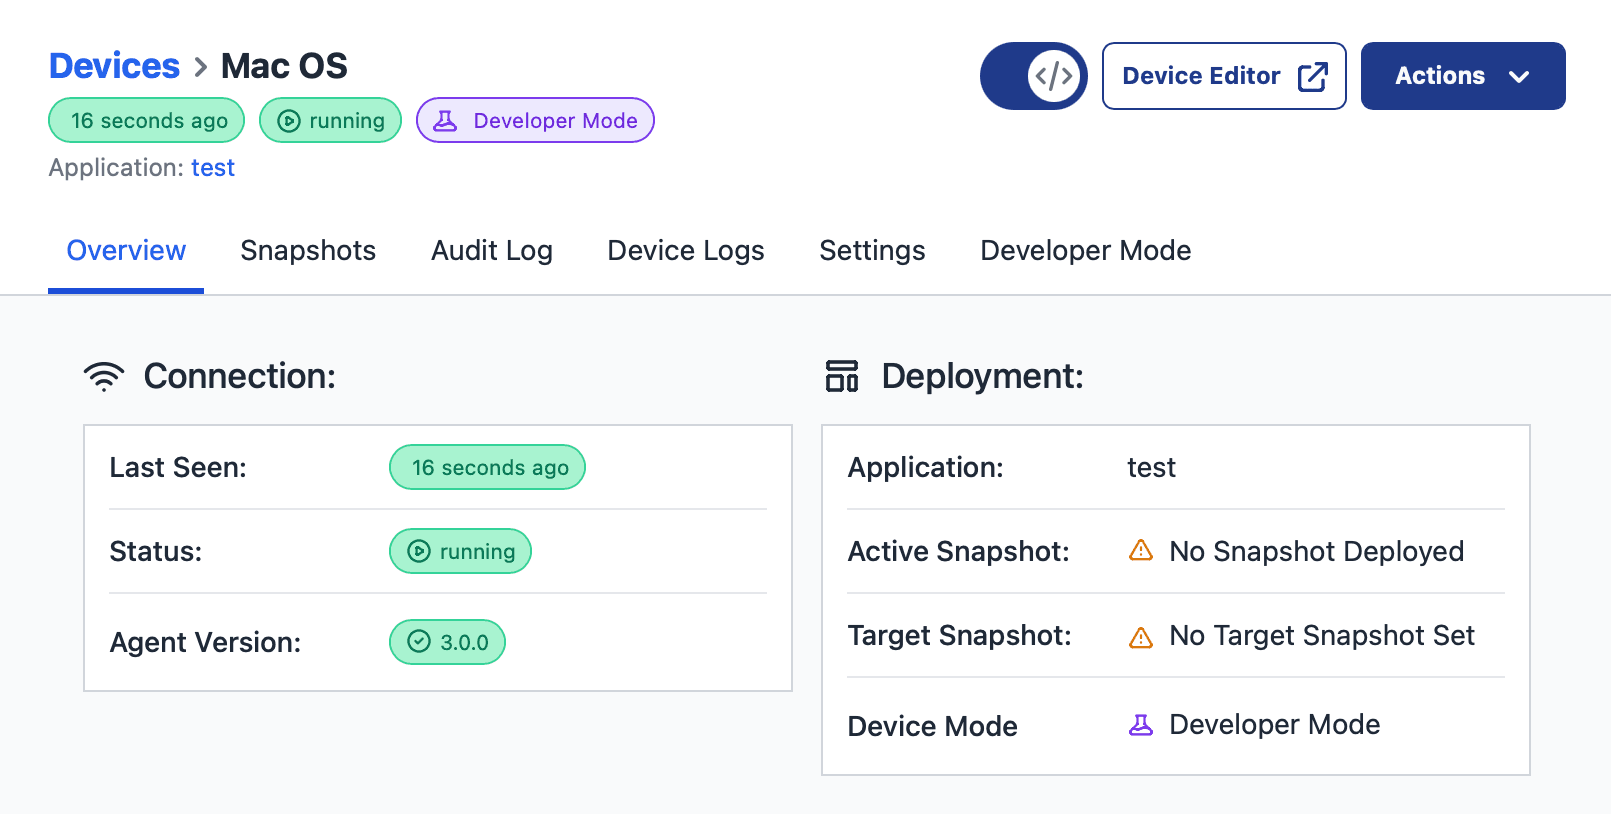 Devices > Mac OS
</> Device Editor Actions
16 seconds ago running Developer Mode
Application: test
Overview Snapshots Audit Log Device Logs Settings Developer Mode
Connection:
Last Seen: 16 seconds ago
Status: running
Agent Version: 3.0.0
Deployment:
Application: test
Active Snapshot: No Snapshot Deployed
Target Snapshot: No Target Snapshot Set
Device Mode Developer Mode